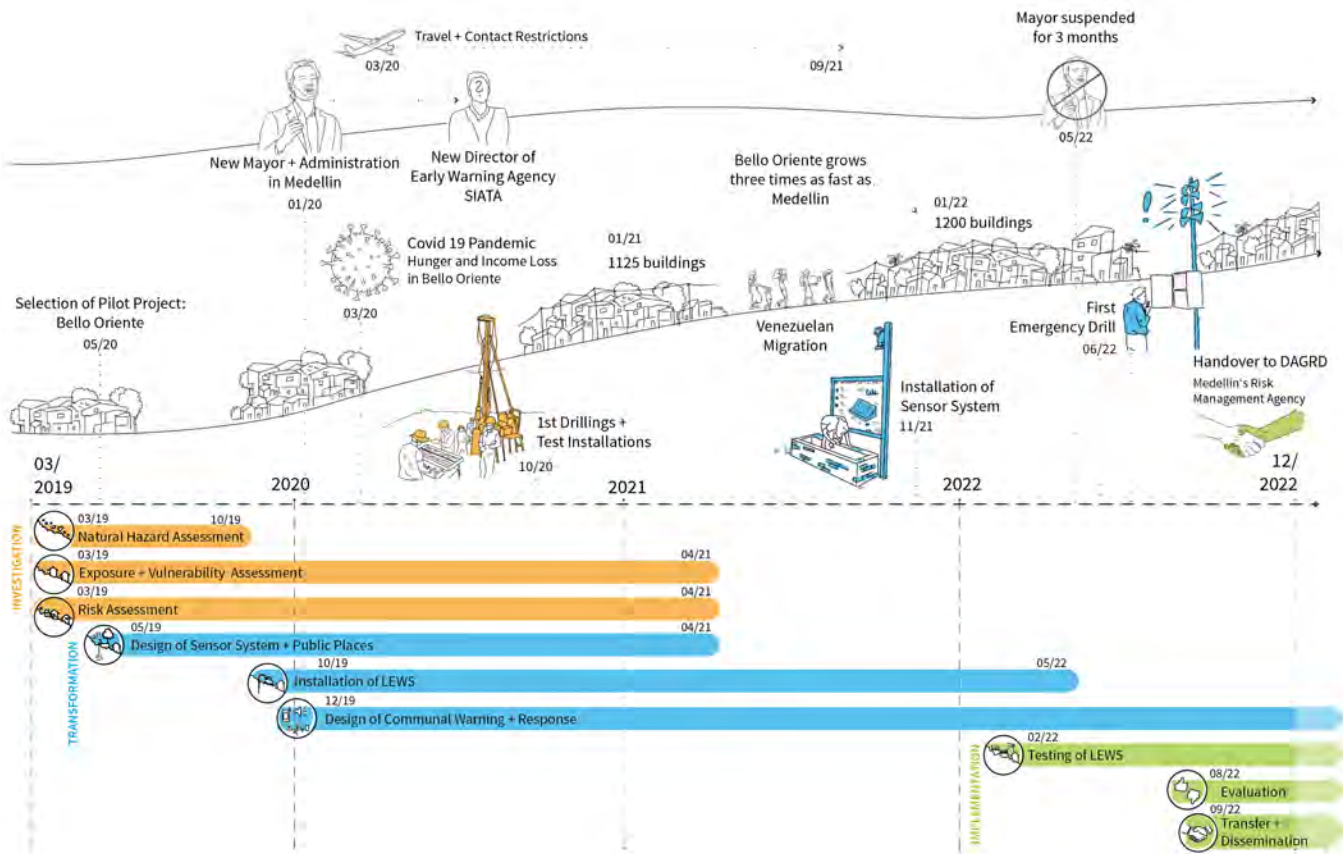 Travel + Contact Restrictions
03/20
09/21
Mayor suspended
for 3 months
05/22
New Mayor + Administration
in Medellin
01/20
New Director of
Early Warning Agency
SIATA
Bello Oriente grows
three times as fast as
Medellin
01/22
1200 buildings
Covid 19 Pandemic
Hunger and Income Loss
in Bello Oriente
03/20
01/21
1125 buildings
Selection of Pilot Project:
Bello Oriente
05/20
Venezuelan
Migration
First
Emergency Drill
06/22
Handover to DAGRD
Medellin's Risk
Management Agency
Installation of
Sensor System
11/21
1st Drillings +
Test Installations
10/20
03/
2019
2020
2021
2022
12/
2022
INVESTIGATION
03/19
10/19
Natural Hazard Assessment
03/19
04/21
Exposure + Vulnerability Assessment
03/19
04/21
Risk Assessment
TRANSFORMATION
05/19
04/21
Design of Sensor System + Public Places
10/19
05/22
Installation of LEWS
12/19
Design of Communal Warning + Response
IMPLEMENTATION
02/22
Testing of LEWS
08/22
Evaluation
09/22
Transfer +
Dissemination